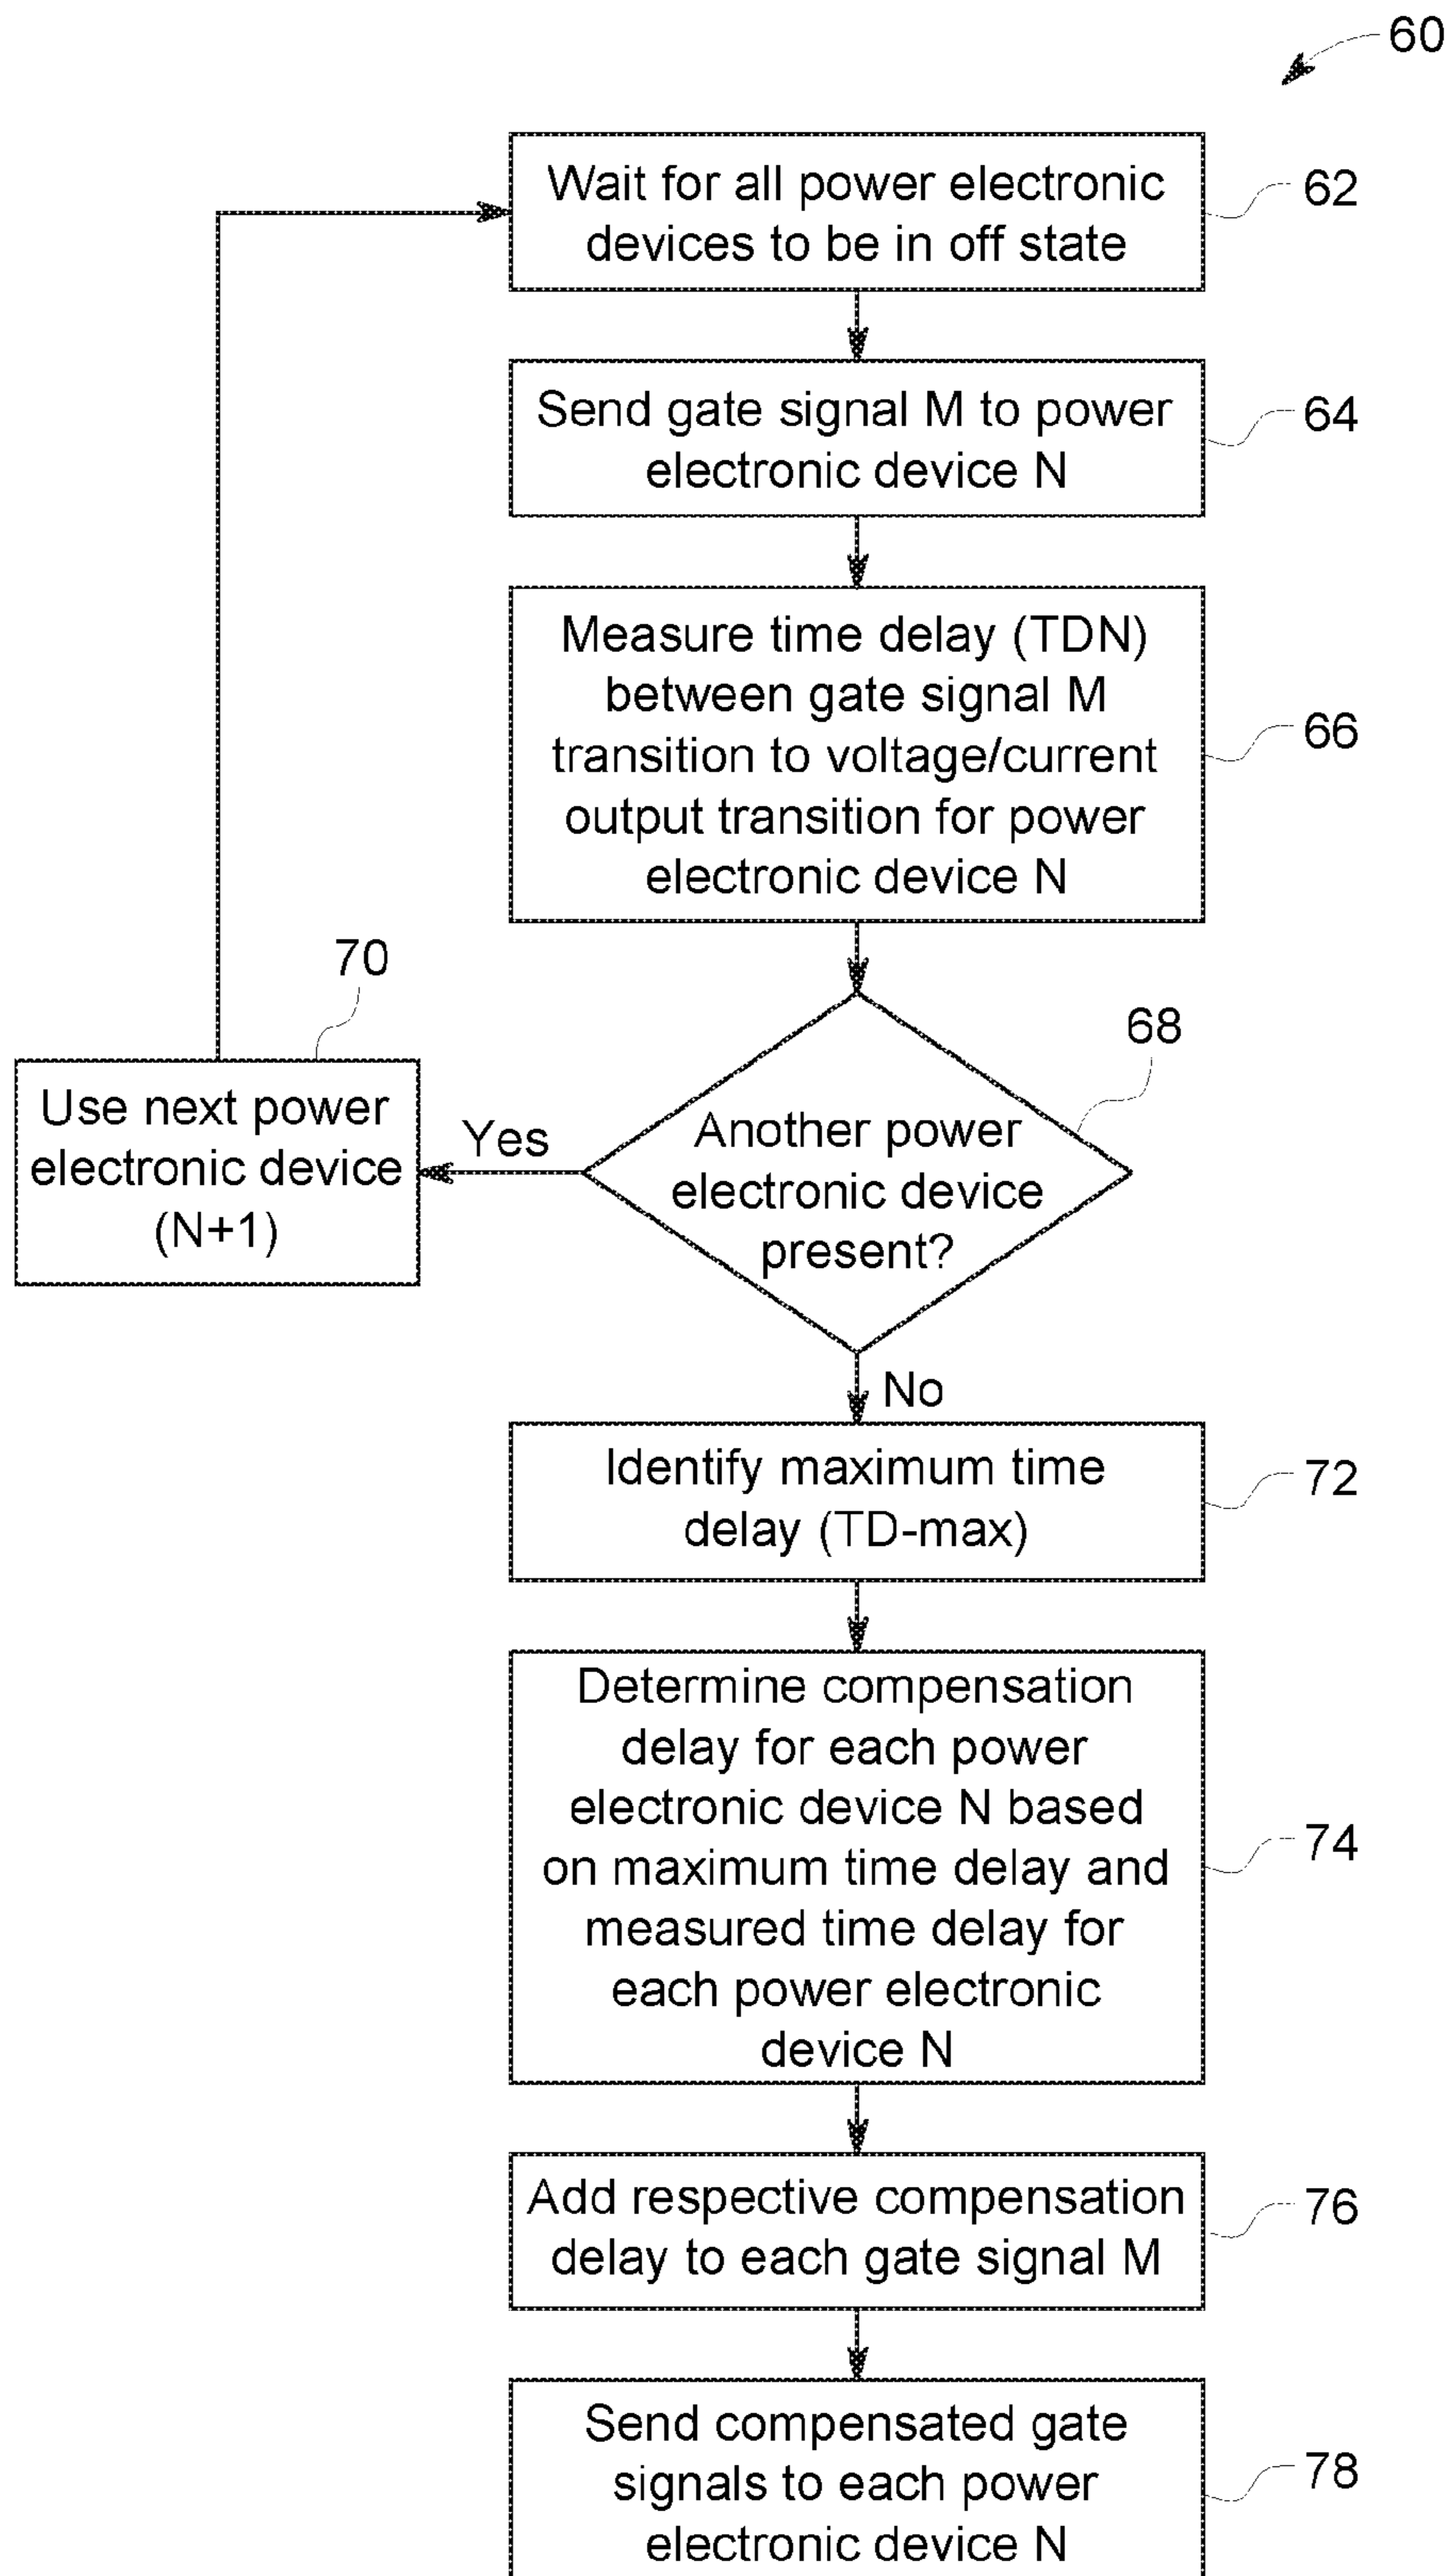 60
Wait for all power electronic
devices to be in off state
62
Send gate signal M to power
electronic device N
64
Measure time delay (TDN)
between gate signal M
transition to voltage/current
output transition for power
electronic device N
66
68
Another power
electronic device
present?
Yes
70
Use next power
electronic device
(N+1)
No
Identify maximum time
delay (TD-max)
72
Determine compensation
delay for each power
electronic device N based
on maximum time delay and
measured time delay for
each power electronic
device N
74
Add respective compensation
delay to each gate signal M
76
Send compensated gate
signals to each power
electronic device N
78